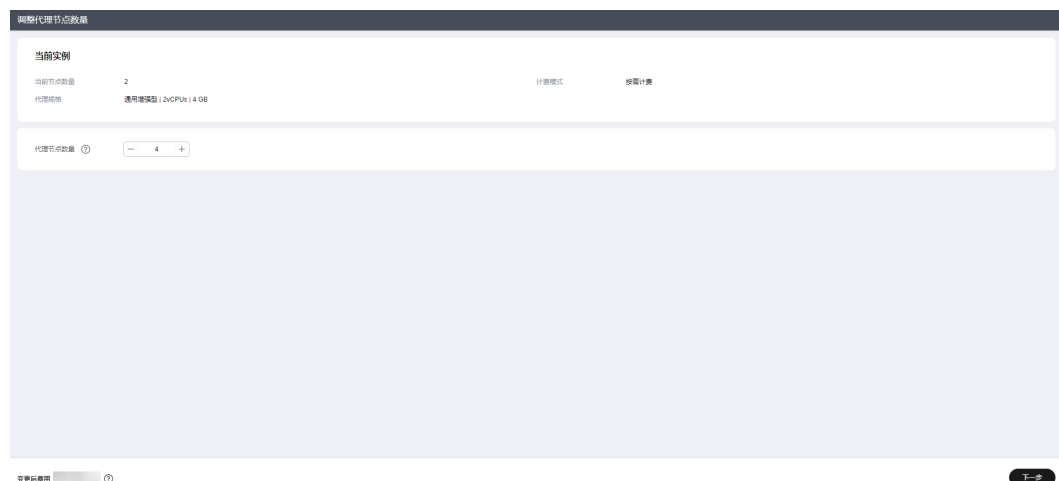 调整代理节点数量
当前实例
当前节点数量 2 计费模式 按需计费
代理规格 通用增强型 | 2vCPUs | 4 GB
代理节点数量 ? − 4 +
变更后费用 ? 下一步